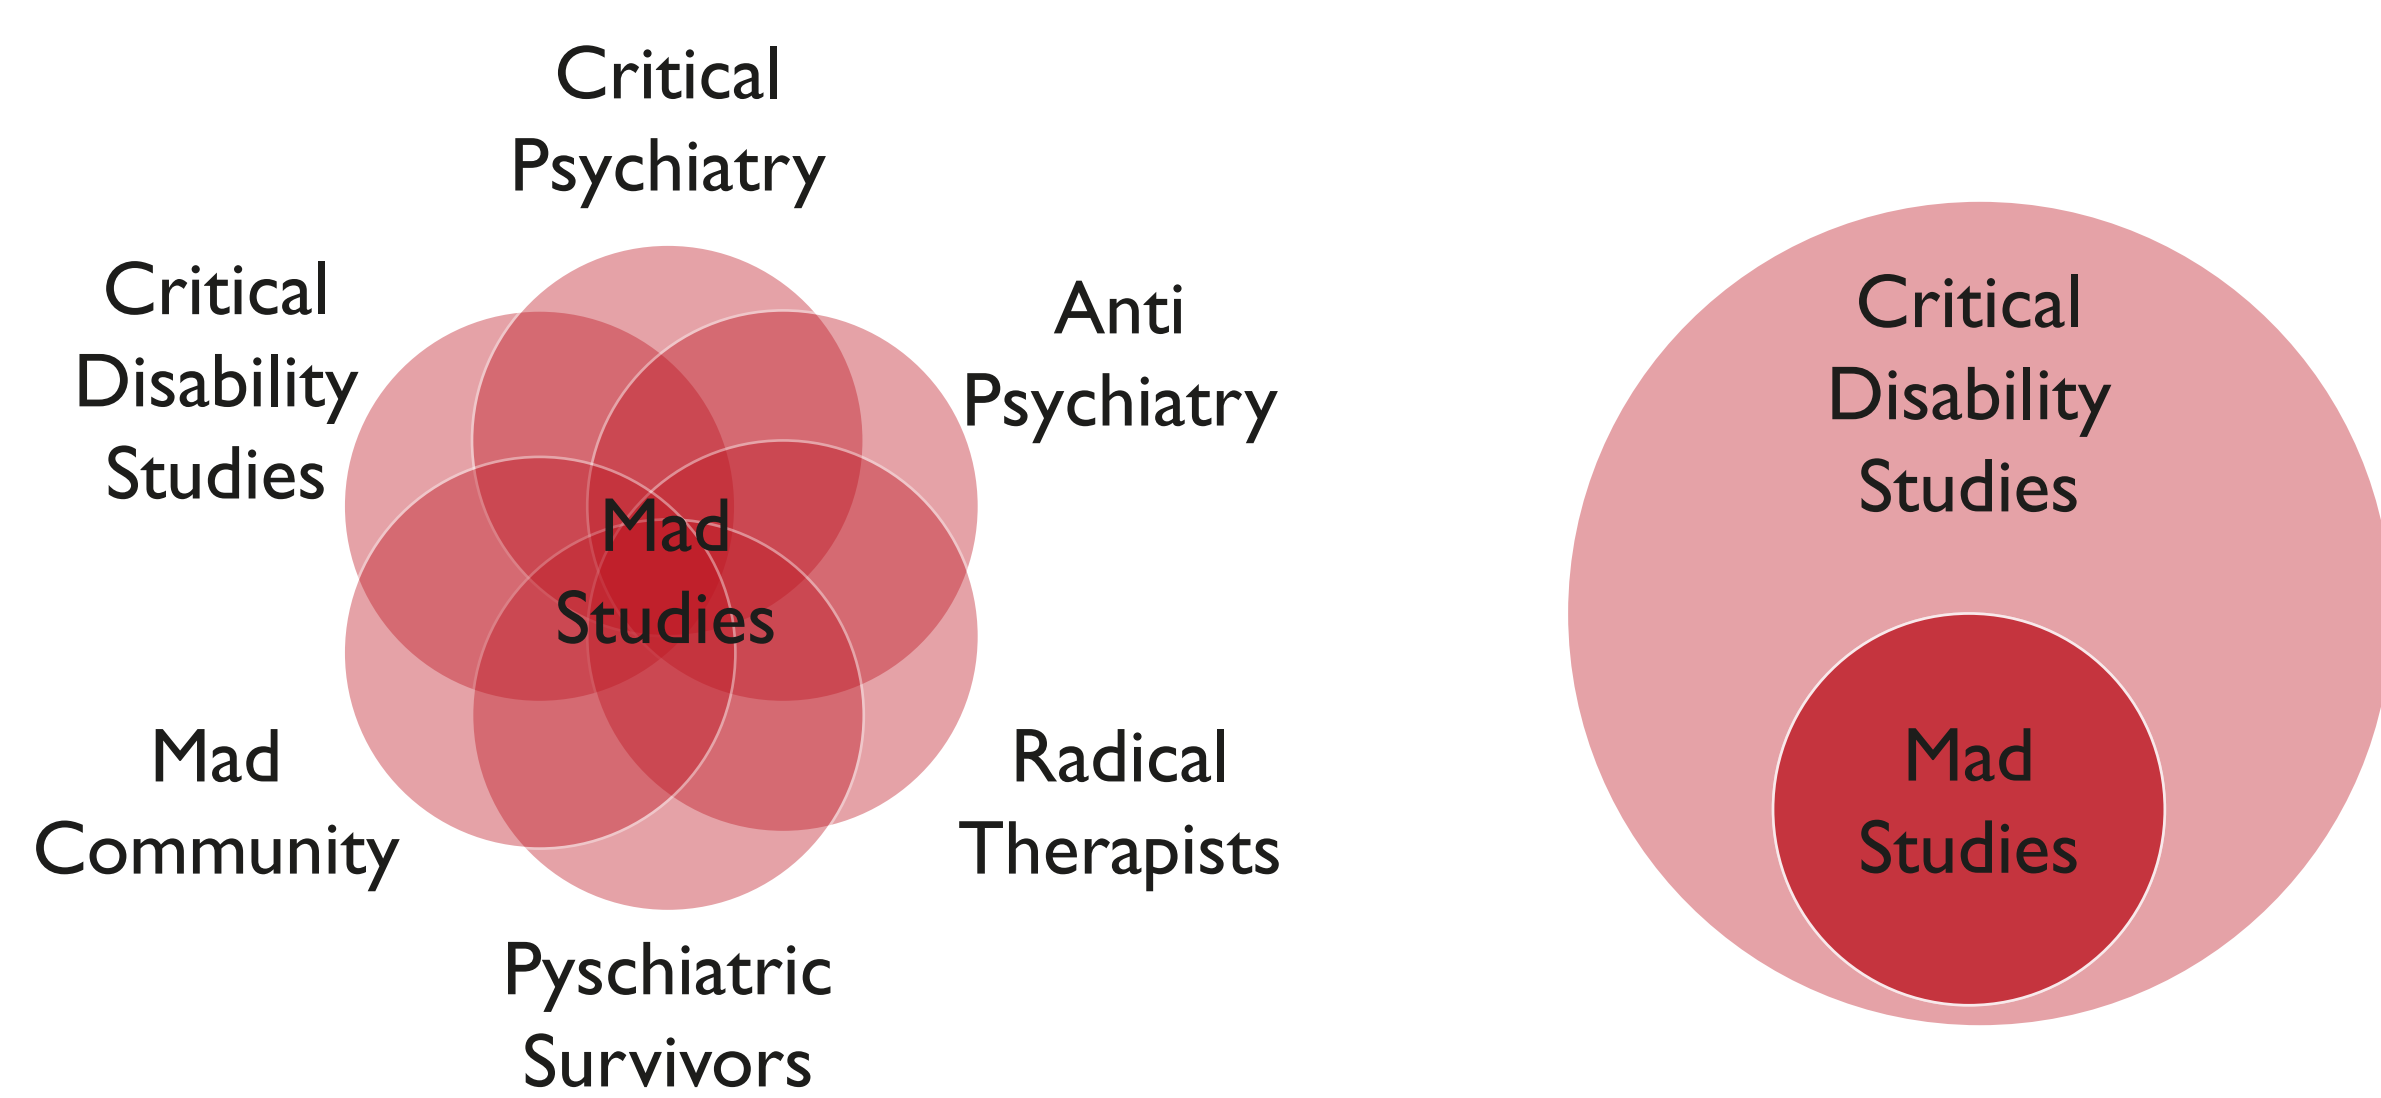 Critical
Psychiatry
Critical
Disability
Studies
Anti
Psychiatry
Mad
Studies
Mad
Community
Radical
Therapists
Pyschiatric
Survivors
Critical
Disability
Studies
Mad
Studies